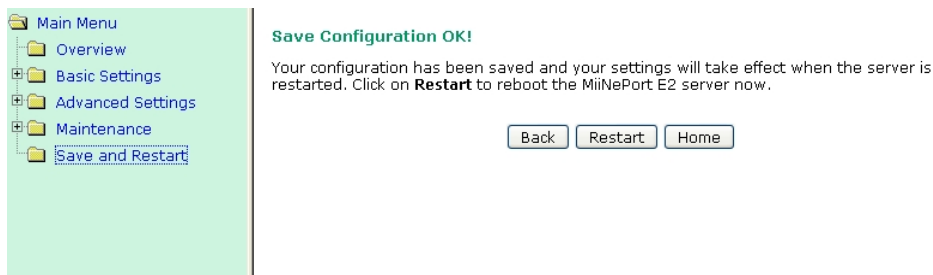 Main Menu
Overview
Basic Settings
Advanced Settings
Maintenance
Save and Restart
Save Configuration OK!
Your configuration has been saved and your settings will take effect when the server is
restarted. Click on Restart to reboot the MiiNePort E2 server now.
Back
Restart
Home